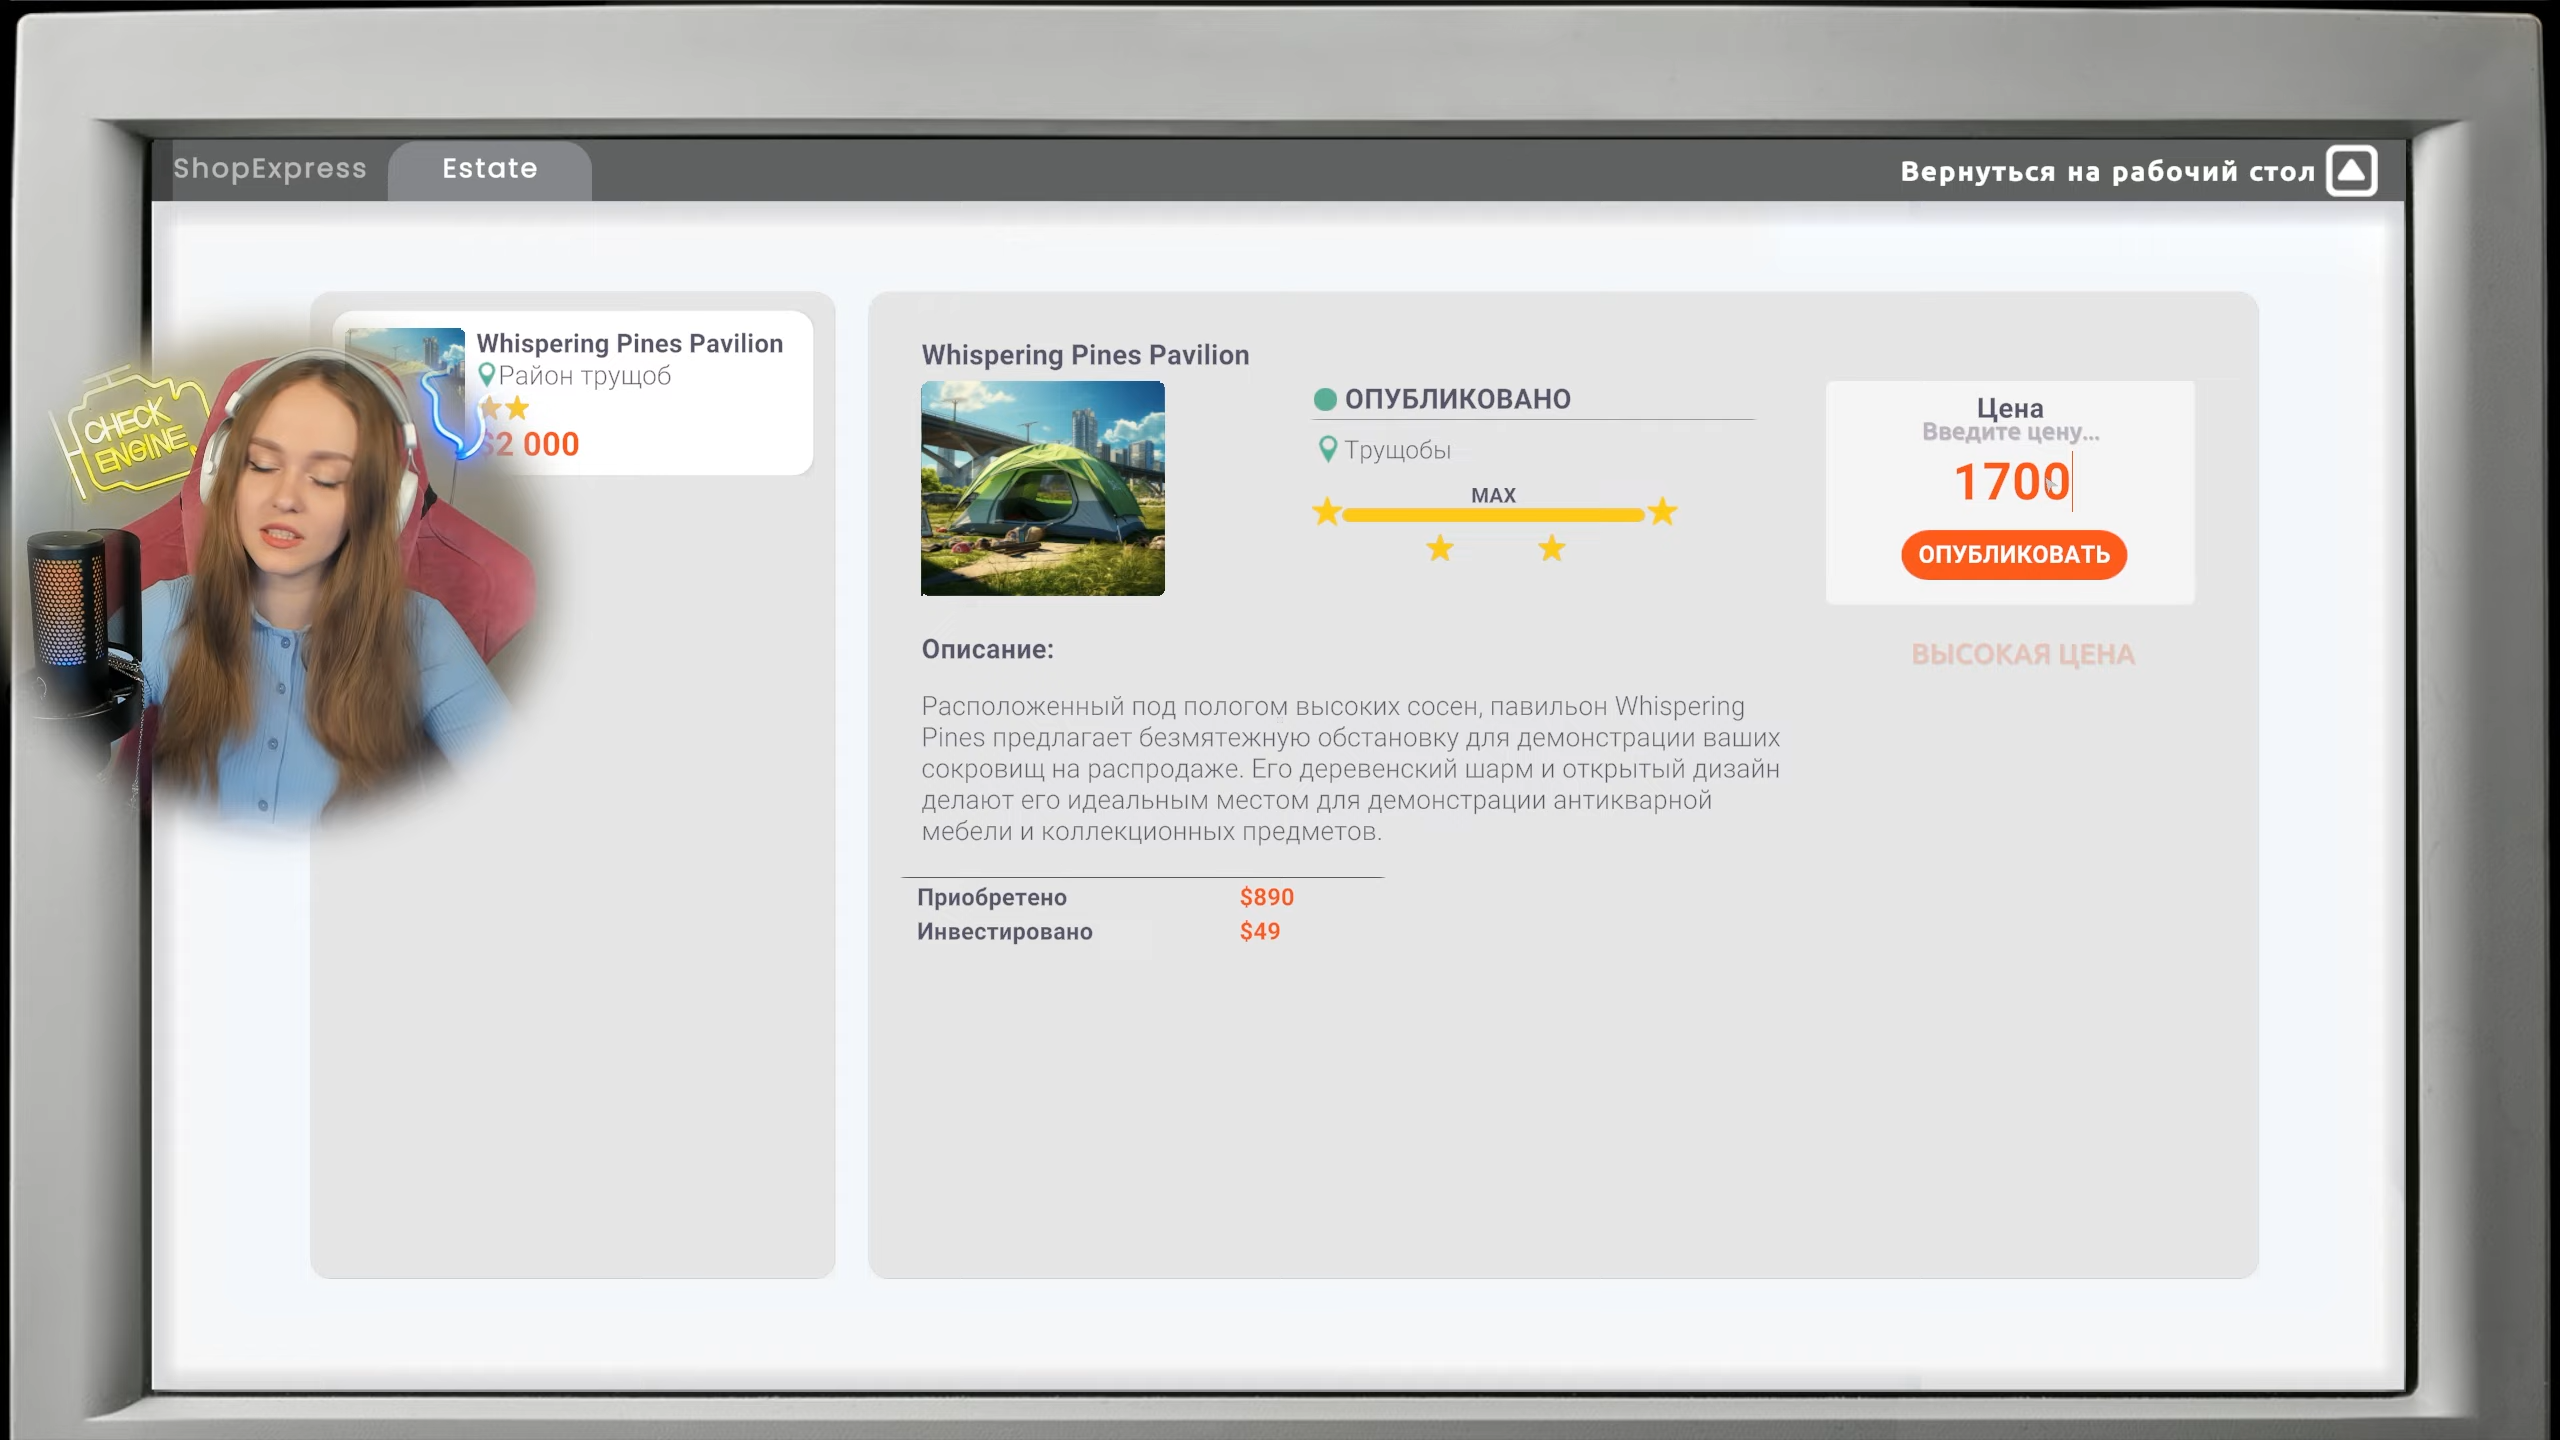 ShopExpress
Estate
Вернуться на рабочий стол
Whispering Pines Pavilion
Район трущоб
$2 000
CHECK
ENGINE
Whispering Pines Pavilion
ОПУБЛИКОВАНО
Трущобы
MAX
Цена
Введите цену...
1700
ОПУБЛИКОВАТЬ
ВЫСОКАЯ ЦЕНА
Описание:
Расположенный под пологом высоких сосен, павильон Whispering
Pines предлагает безмятежную обстановку для демонстрации ваших
сокровищ на распродаже. Его деревенский шарм и открытый дизайн
делают его идеальным местом для демонстрации антикварной
мебели и коллекционных предметов.
Приобретено $890
Инвестировано $49